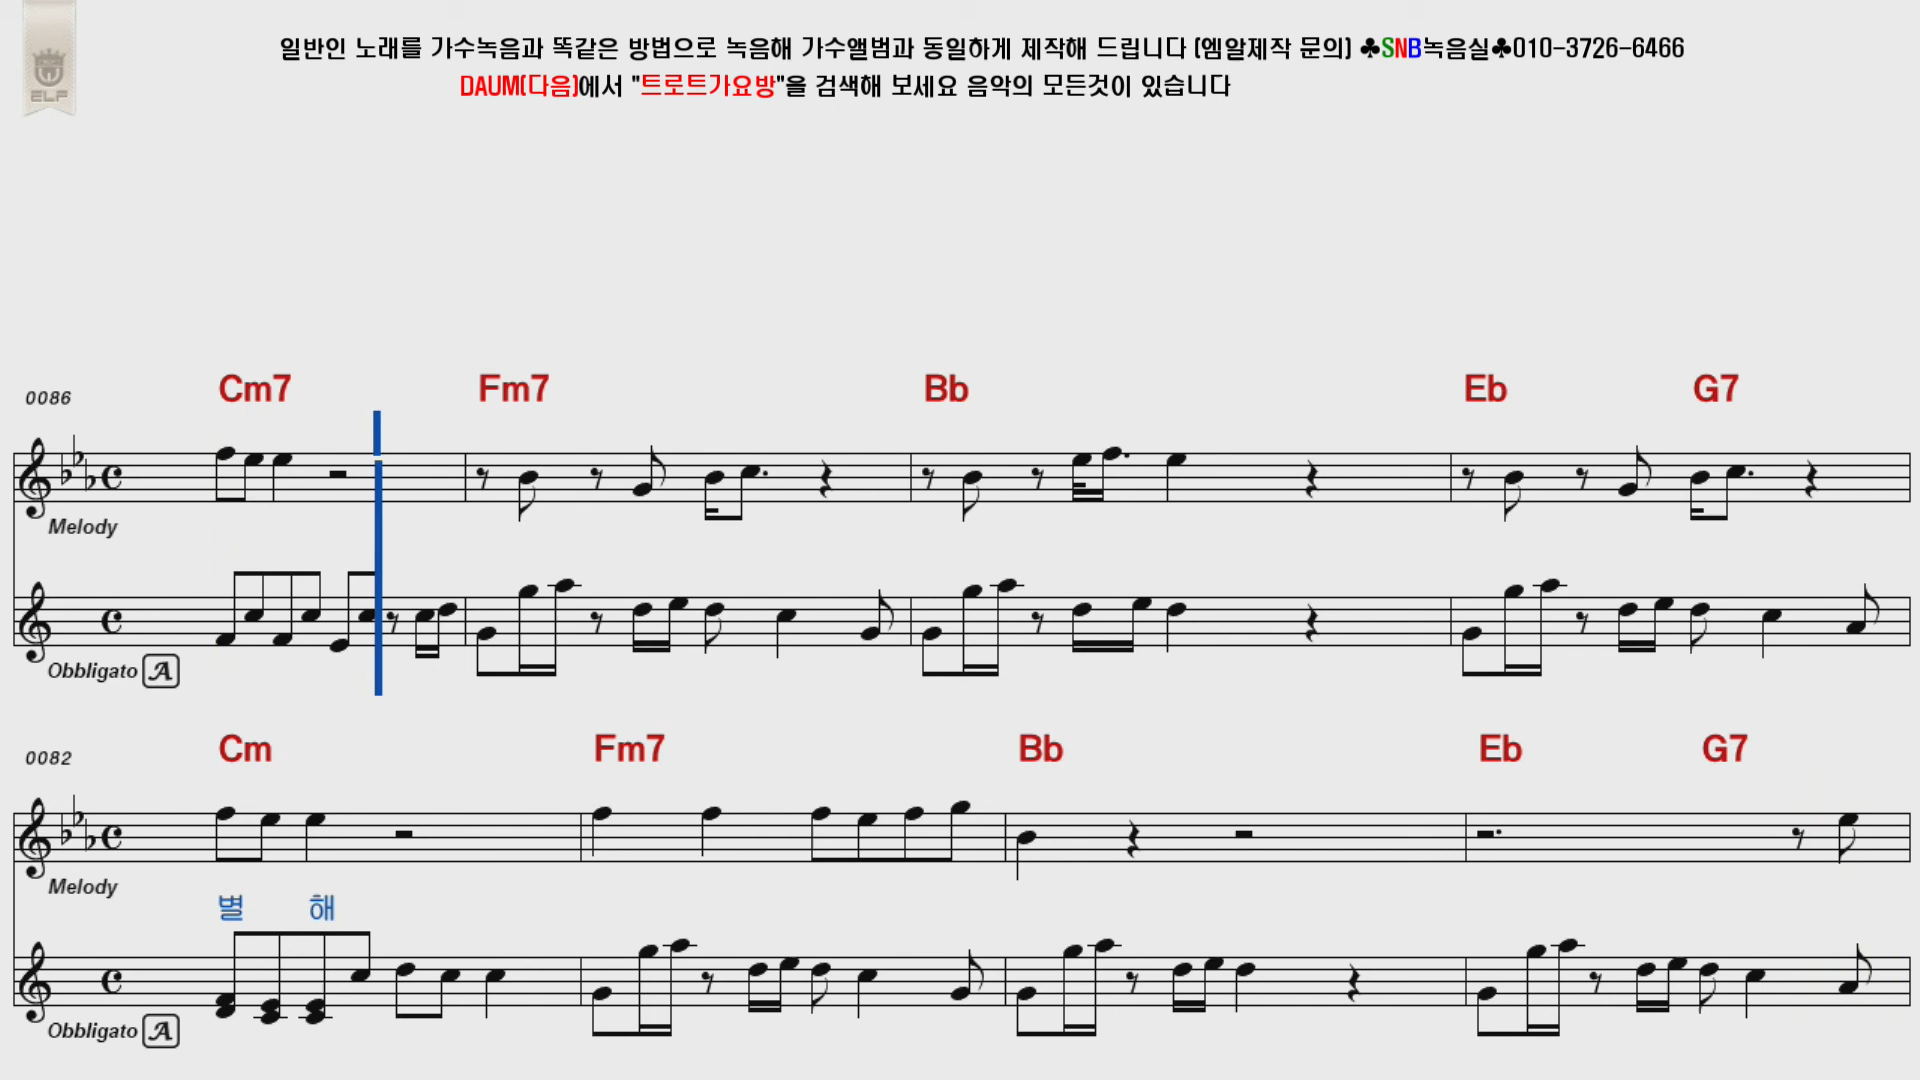 일반인 노래를 가수녹음과 똑같은 방법으로 녹음해 가수앨범과 동일하게 제작해 드립니다 (엠알제작 문의) ♣SNB녹음실♣010-3726-6466
DAUM(다음)에서 "트로트가요방"을 검색해 보세요 음악의 모든것이 있습니다
ELF
0086 Cm7 Fm7 Bb Eb G7
Melody
Obbligato A
0082 Cm Fm7 Bb Eb G7
Melody
별 해
Obbligato A